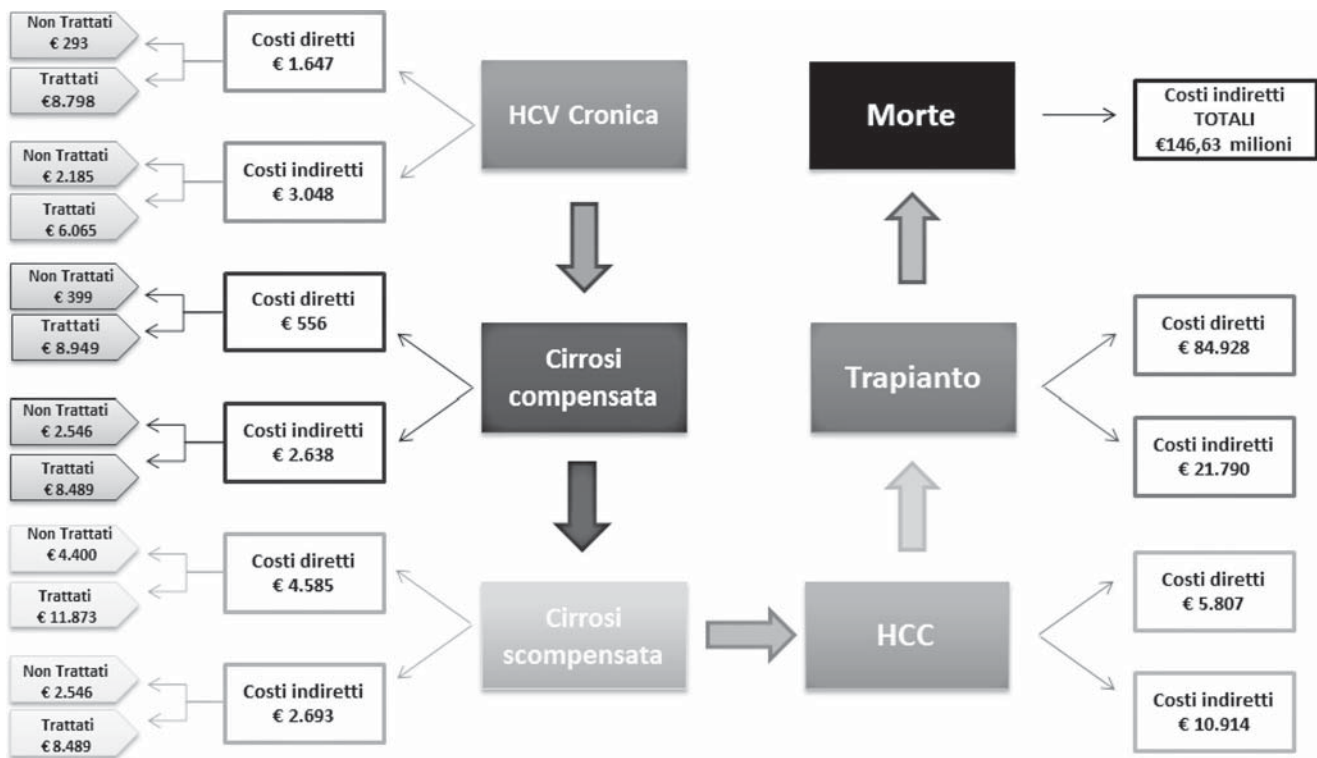 Non Trattati
€ 293
Trattati
€8.798
Costi diretti
€ 1.647
Non Trattati
€ 2.185
Trattati
€ 6.065
Costi indiretti
€ 3.048
HCV Cronica
Non Trattati
€ 399
Trattati
€ 8.949
Costi diretti
€ 556
Non Trattati
€ 2.546
Trattati
€ 8.489
Costi indiretti
€ 2.638
Cirrosi
compensata
Non Trattati
€ 4.400
Trattati
€ 11.873
Costi diretti
€ 4.585
Non Trattati
€ 2.546
Trattati
€ 8.489
Costi indiretti
€ 2.693
Cirrosi
scompensata
HCC
Costi diretti
€ 5.807
Costi indiretti
€ 10.914
Trapianto
Costi diretti
€ 84.928
Costi indiretti
€ 21.790
Morte
Costi indiretti
TOTALI
€146,63 milioni